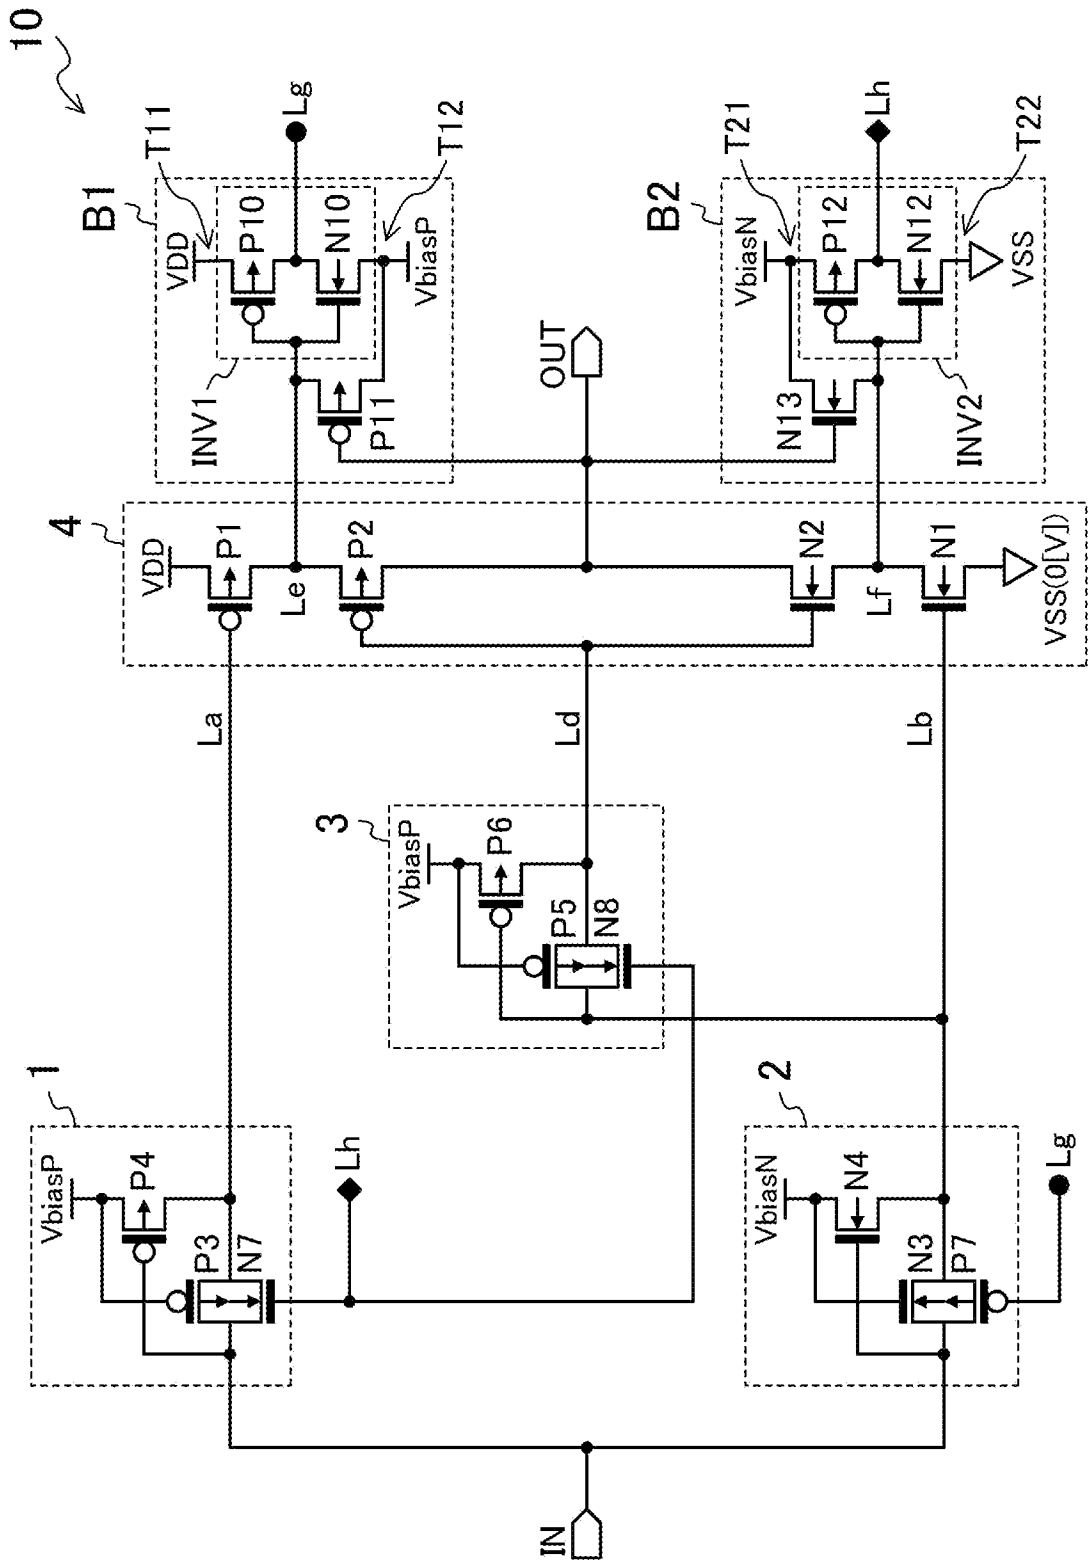 10
1
VbiasP
P4
P3
N7
La
Lh
IN
3
VbiasP
P6
P5
N8
Ld
2
VbiasN
N4
N3
P7
Lg
Lb
4
VDD
P1
Le
P2
N2
Lf
N1
VSS(0[V])
OUT
B1
T11
VDD
P10
Lg
N10
T12
VbiasP
INV1
P11
B2
T21
VbiasN
P12
Lh
N12
T22
VSS
N13
INV2